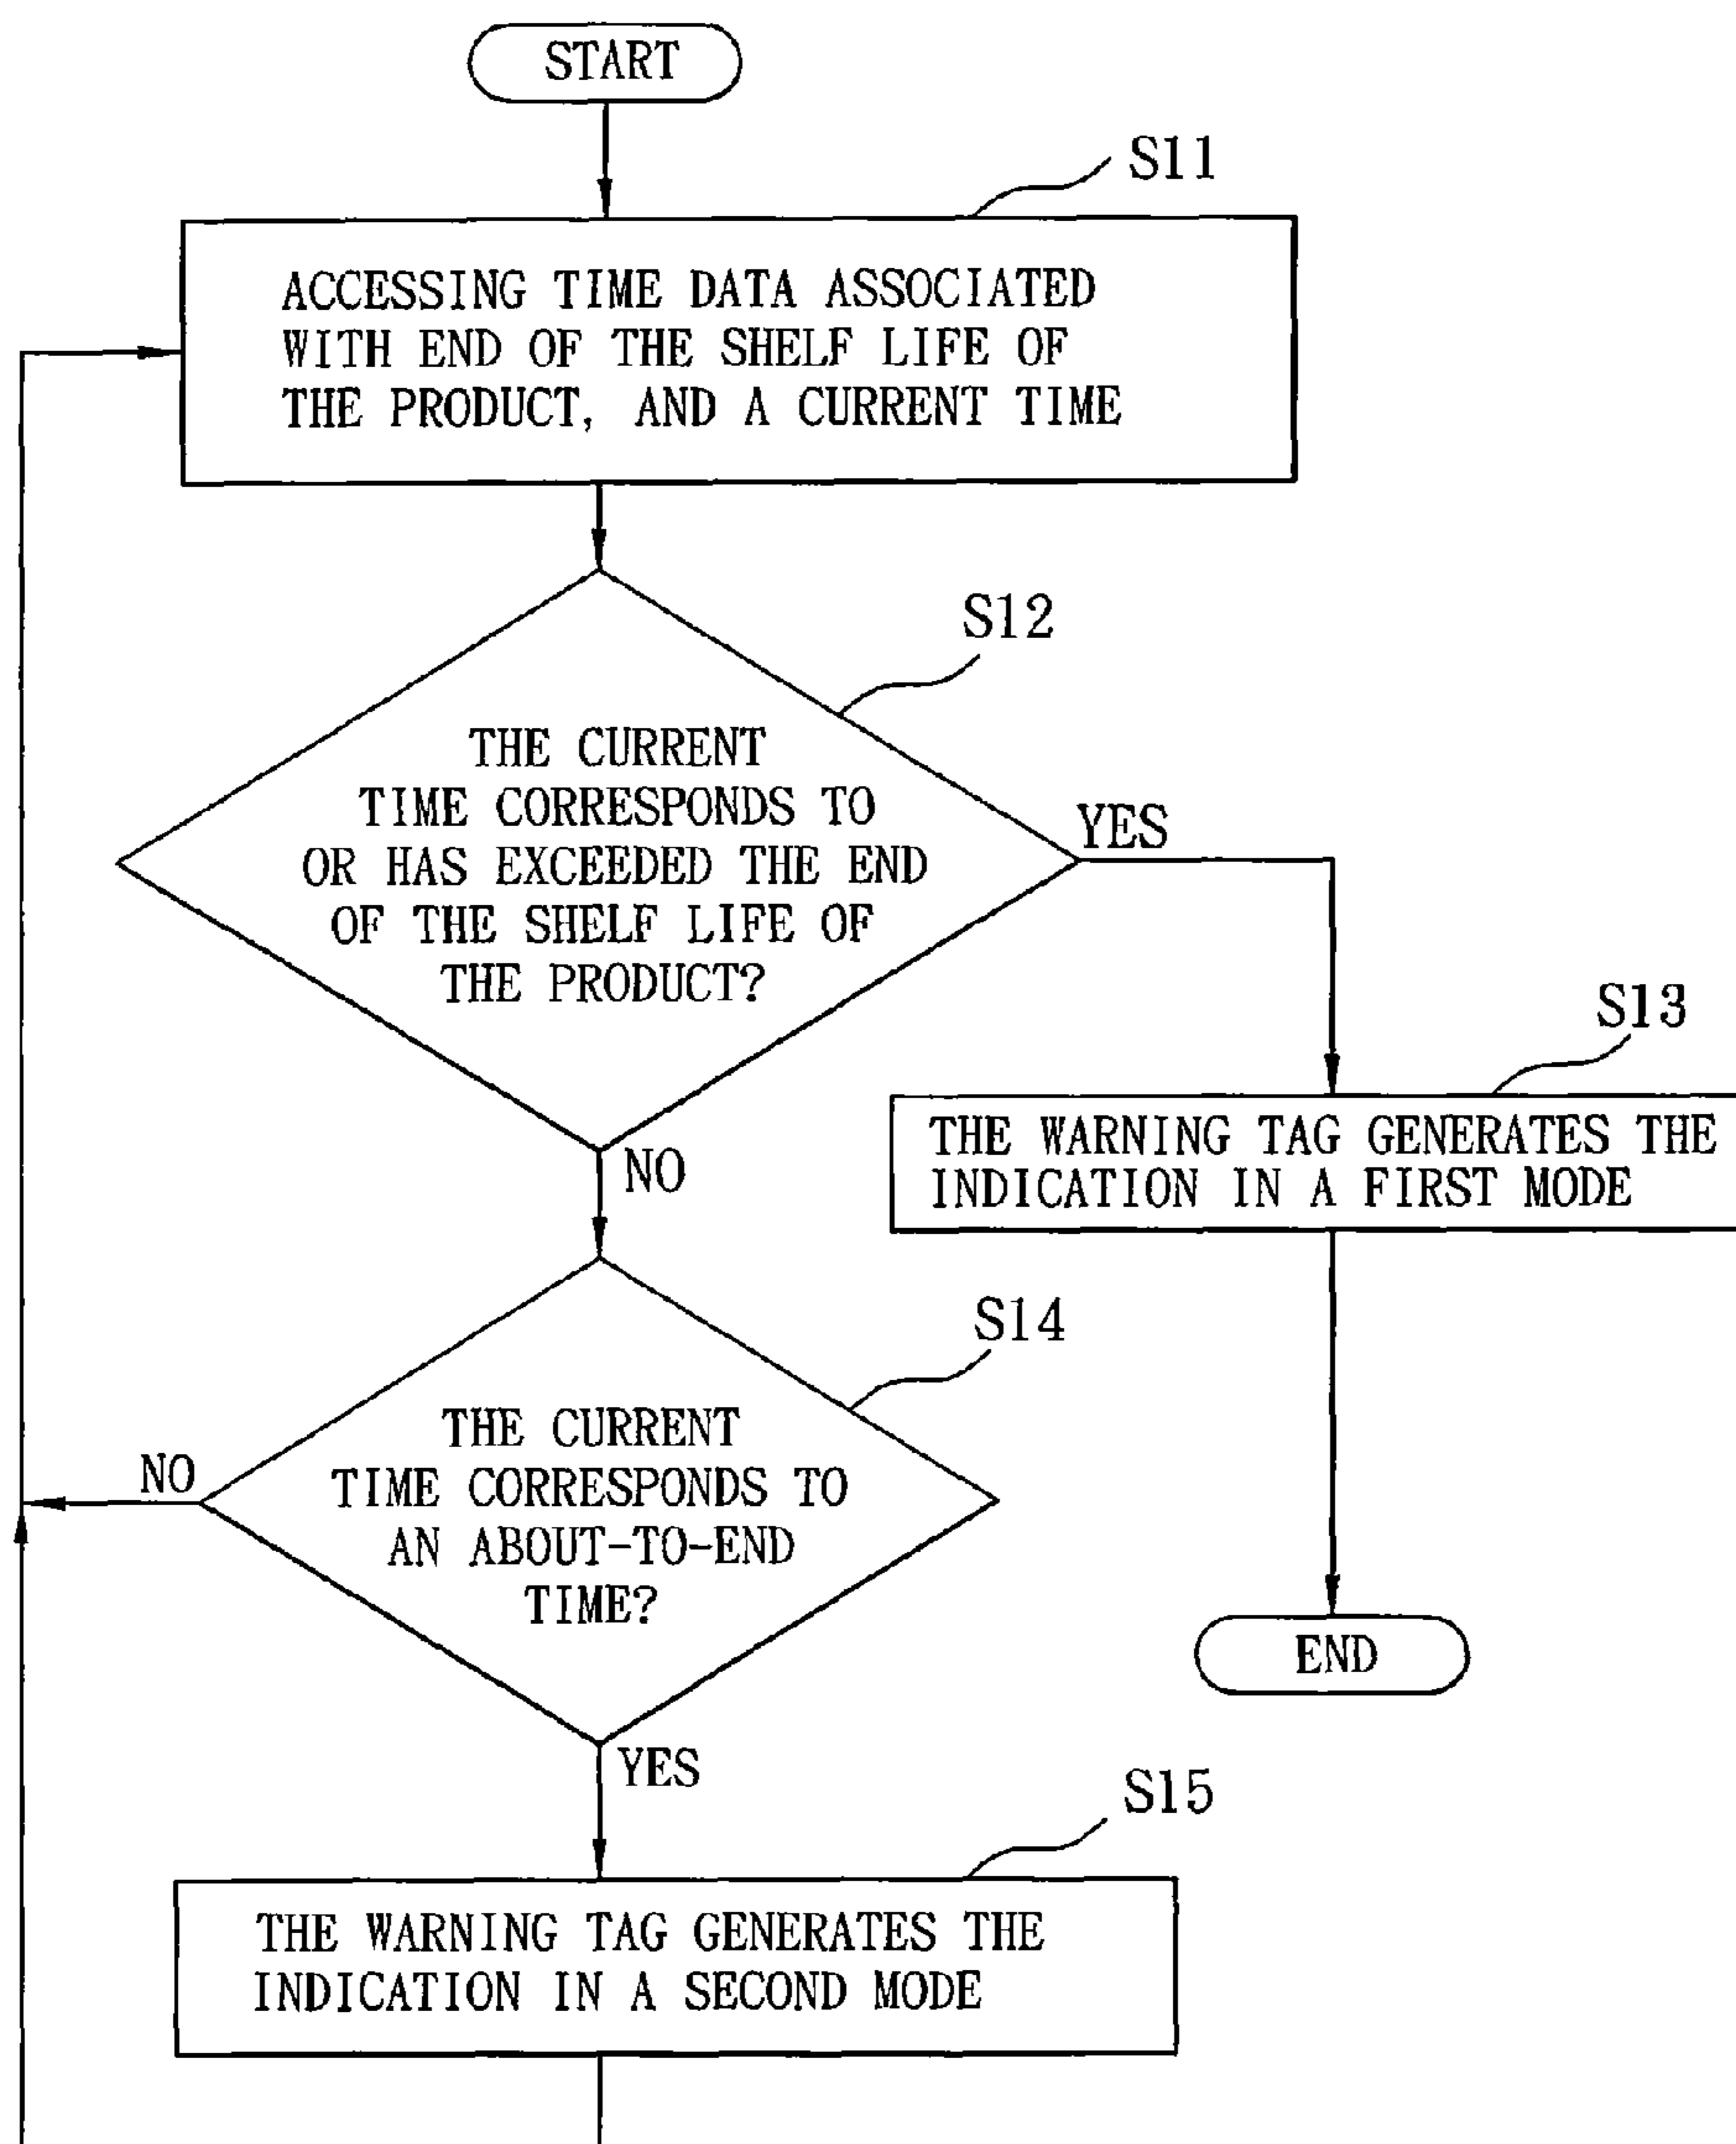 START
S11
ACCESSING TIME DATA ASSOCIATED
WITH END OF THE SHELF LIFE OF
THE PRODUCT, AND A CURRENT TIME
S12
THE CURRENT
TIME CORRESPONDS TO
OR HAS EXCEEDED THE END
OF THE SHELF LIFE OF
THE PRODUCT?
YES
NO
S13
THE WARNING TAG GENERATES THE
INDICATION IN A FIRST MODE
S14
THE CURRENT
TIME CORRESPONDS TO
AN ABOUT-TO-END
TIME?
NO
YES
END
S15
THE WARNING TAG GENERATES THE
INDICATION IN A SECOND MODE